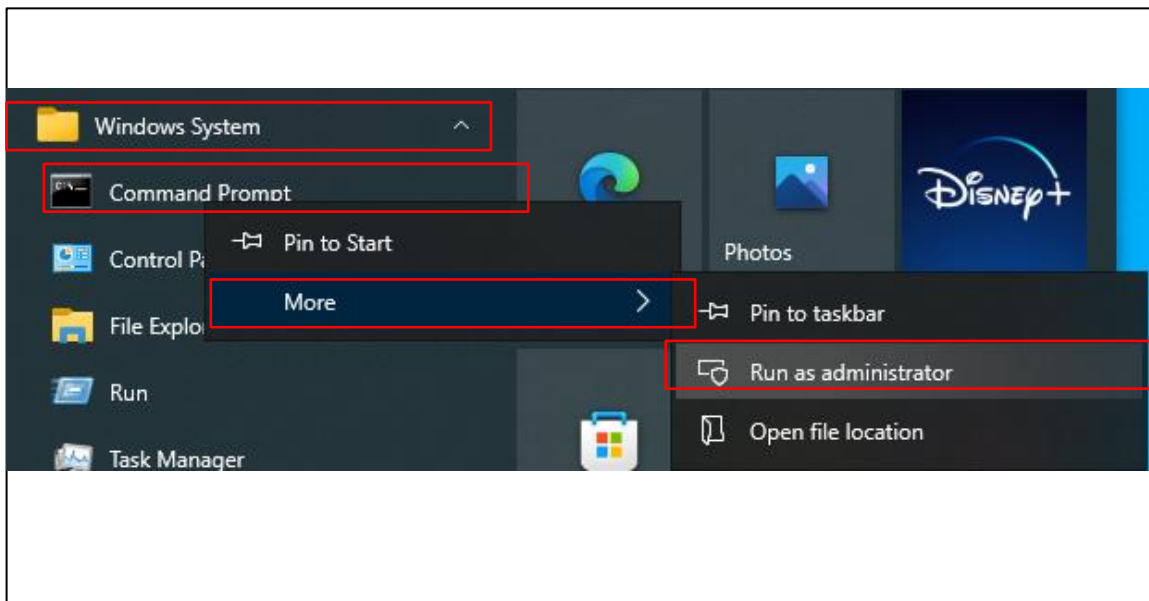 Windows System
Command Prompt
Pin to Start
Control Pa
More
File Explo
Run
Task Manager
Photos
Disney+
Pin to taskbar
Run as administrator
Open file location